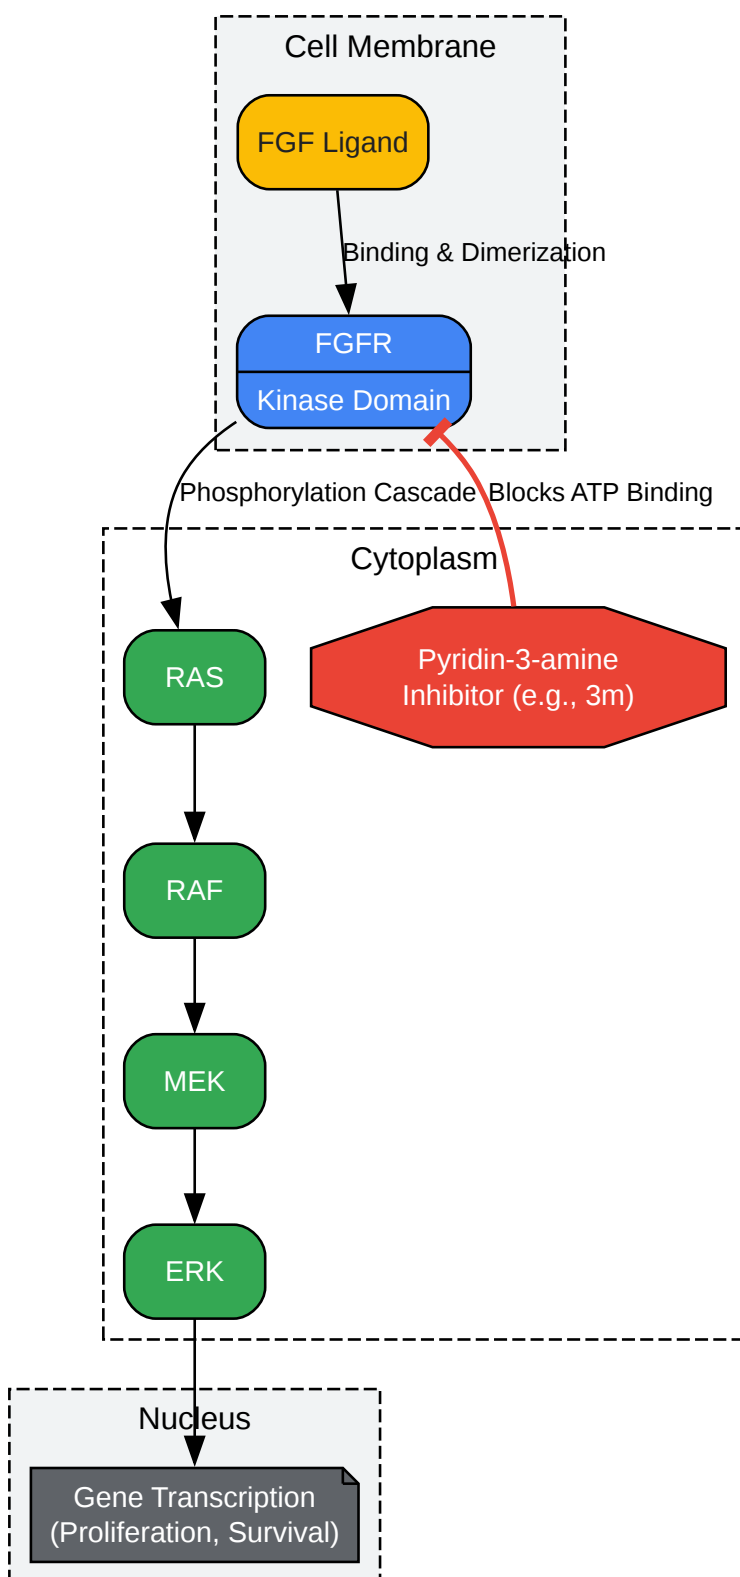 Cell Membrane
FGF Ligand
Binding & Dimerization
FGFR
Kinase Domain
Phosphorylation Cascade
Blocks ATP Binding
Cytoplasm
RAS
Pyridin-3-amine
Inhibitor (e.g., 3m)
RAF
MEK
ERK
Nucleus
Gene Transcription
(Proliferation, Survival)